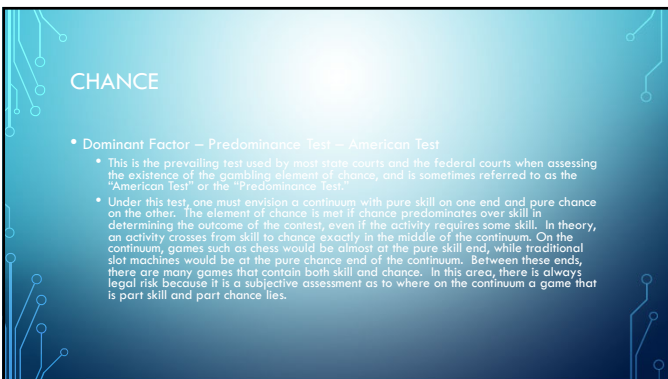 CHANCE
• Dominant Factor – Predominance Test – American Test
• This is the prevailing test used by most state courts and the federal courts when assessing
the existence of the gambling element of chance, and is sometimes referred to as the
"American Test" or the "Predominance Test."
• Under this test, one must envision a continuum with pure skill on one end and pure chance
on the other. The element of chance is met if chance predominates over skill in
determining the outcome of the contest, even if the activity requires some skill. In theory,
an activity crosses from skill to chance exactly in the middle of the continuum. On the
continuum, games such as chess would be almost at the pure skill end, while traditional
slot machines would be at the pure chance end of the continuum. Between these ends,
there are many games that contain both skill and chance. In this area, there is always
legal risk because it is a subjective assessment as to where on the continuum a game that
is part skill and part chance lies.